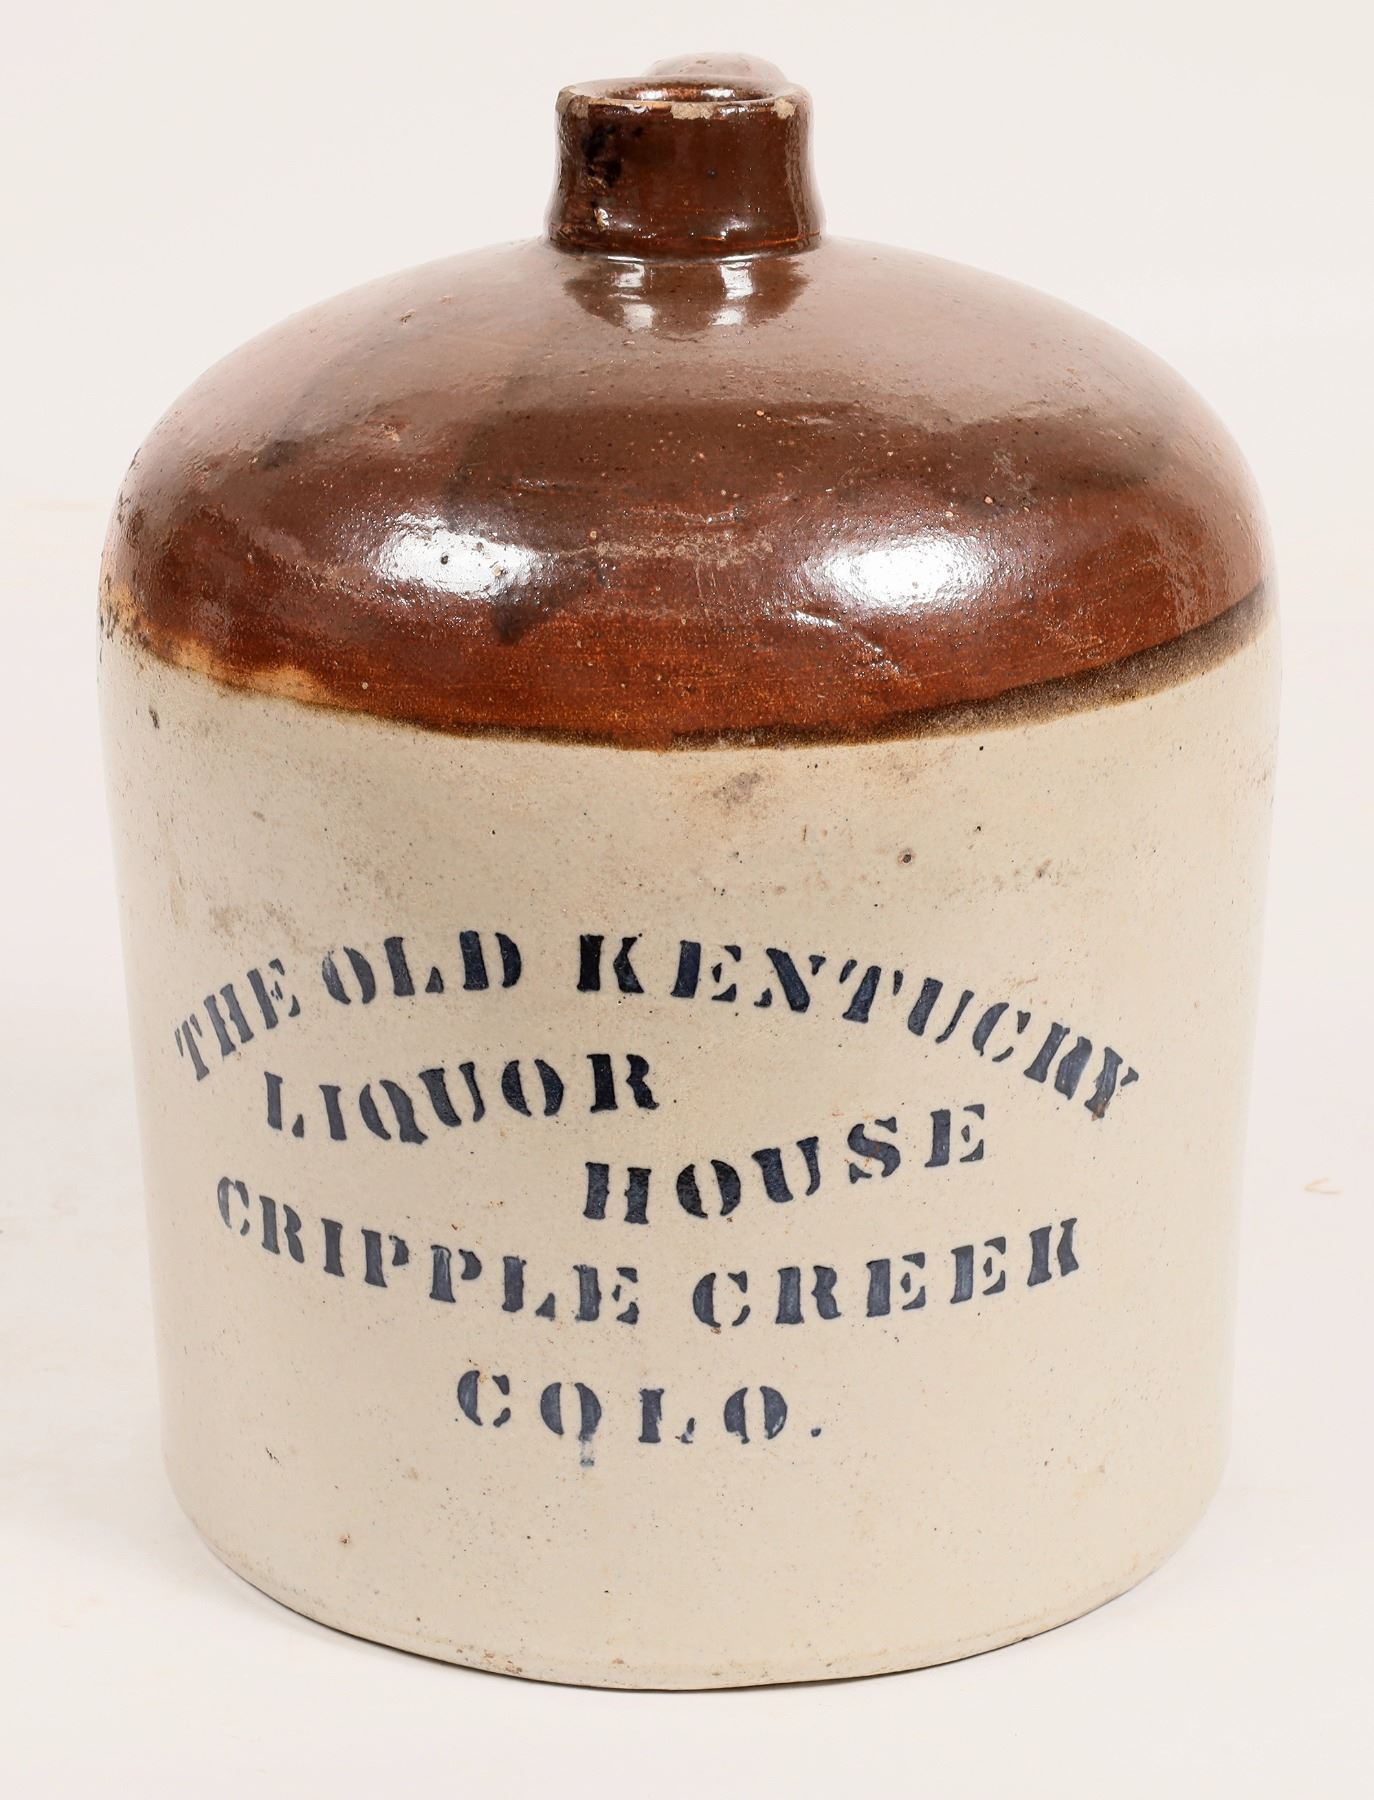 THE OLD KENTUCKY
LIQUOR
HOUSE
CRIPPLE CREEK
COLO.